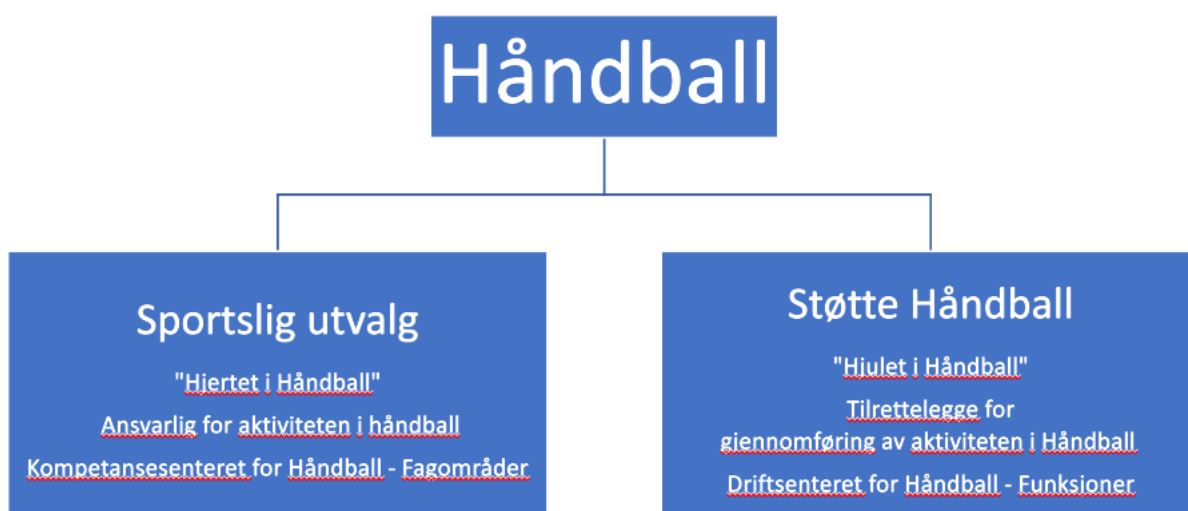 Håndball
Sportslig utvalg
"Hjertet i Håndball"
Ansvarlig for aktiviteten i håndball
Kompetansesenteret for Håndball - Fagområder
Støtte Håndball
"Hjulet i Håndball"
Tilrettelegge for
gjennomføring av aktiviteten i Håndball
Driftsenteret for Håndball - Funksjoner